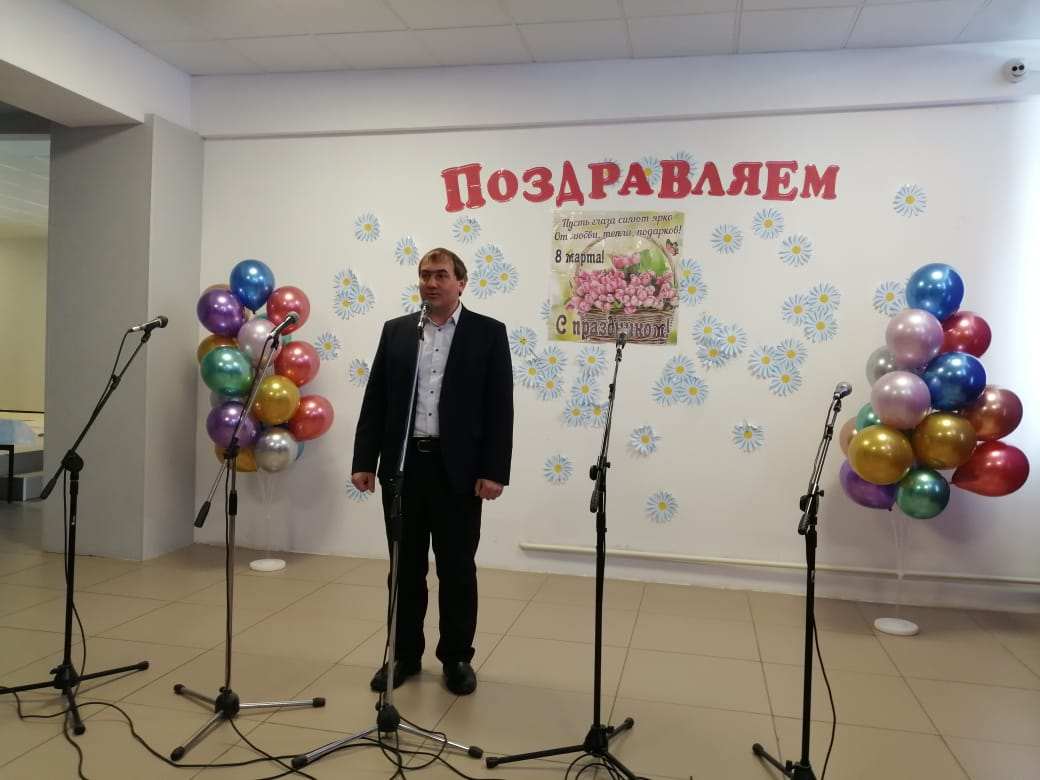 ПОЗДРАВЛЯЕМ
Пусть глаза сияют ярко
От любви, тепла, подарков!
8 марта!
С праздником!